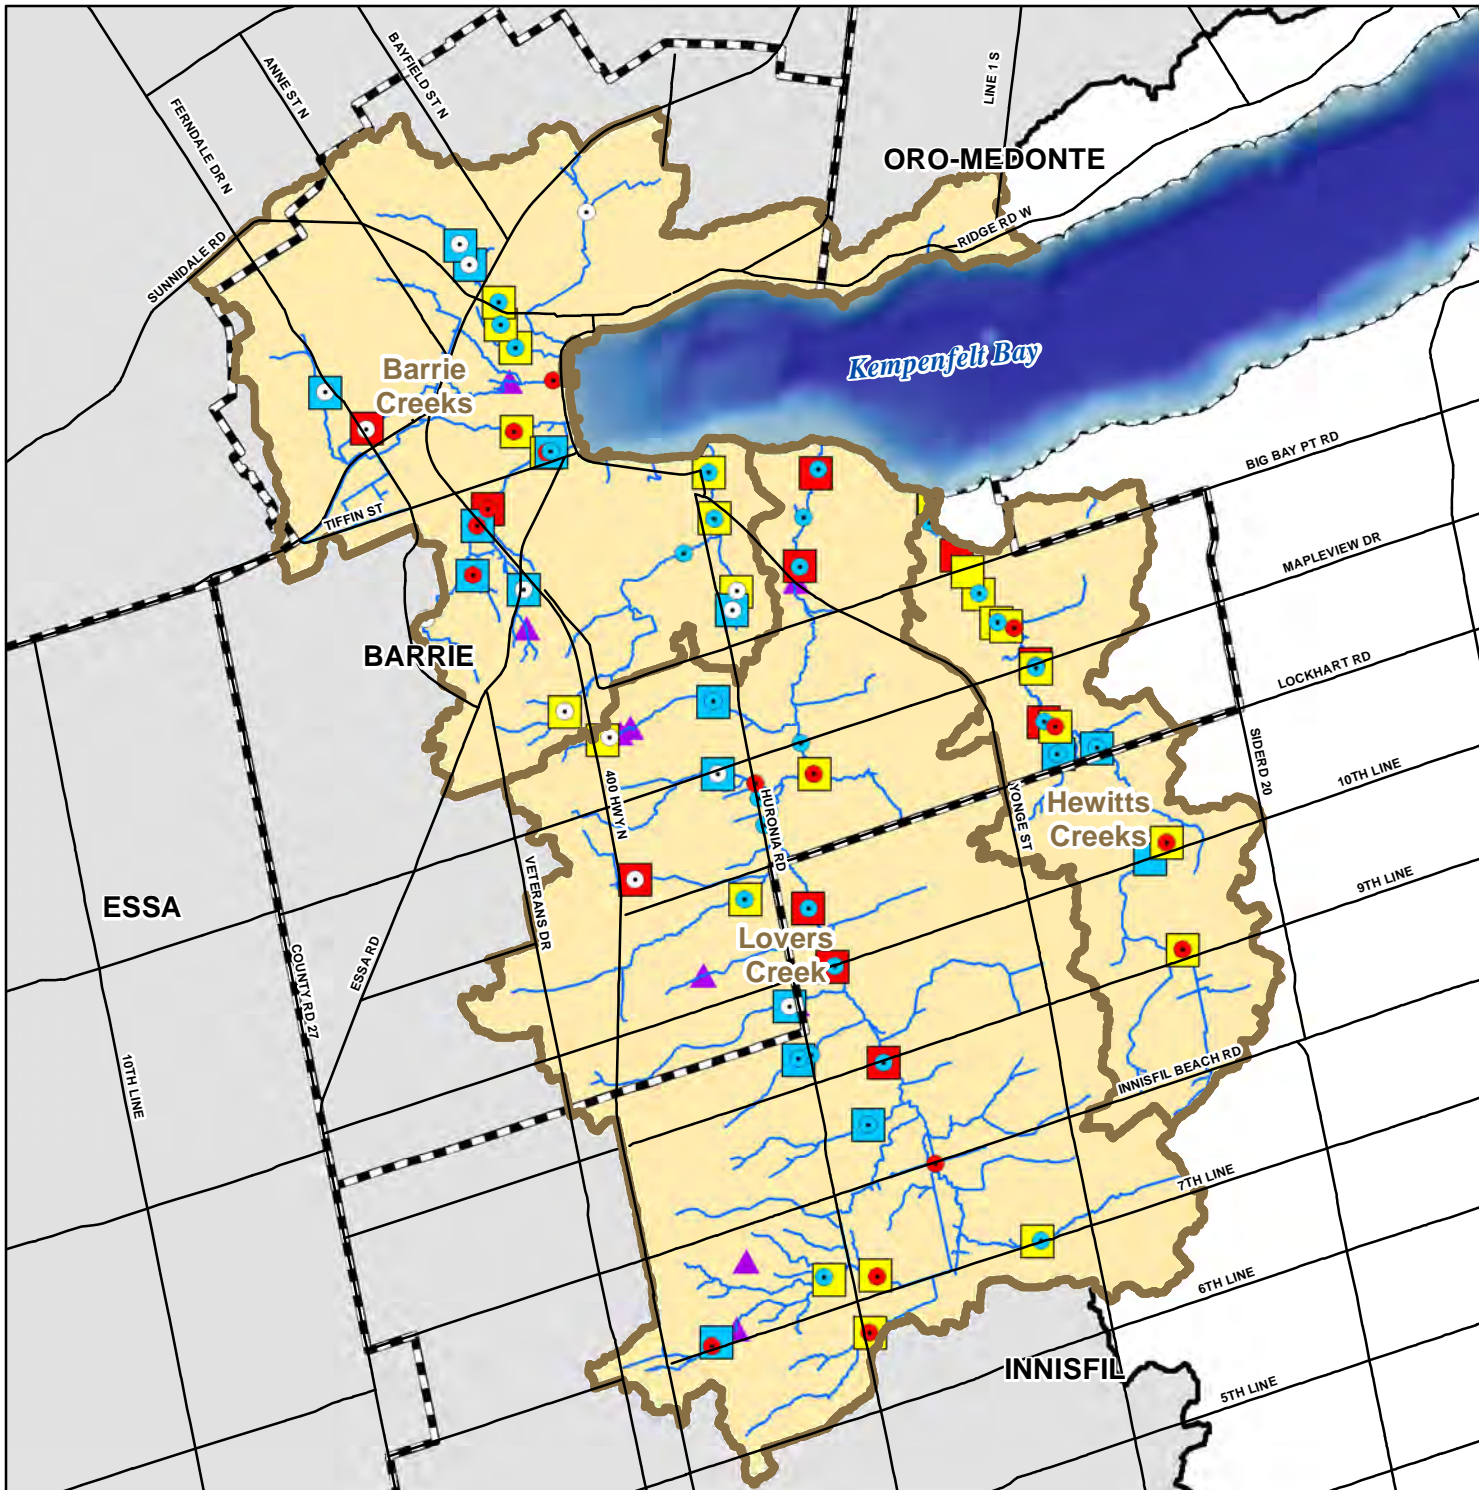 BAYFIELD ST N
ANNE ST N
FERNDALE DR N
LINE 1 S
ORO-MEDONTE
RIDGE RD W
SUNNIDALE RD
Kempenfelt Bay
Barrie
Creeks
BIG BAY PT RD
TIFFIN ST
MAPLEVIEW DR
BARRIE
LOCKHART RD
SIDERD 20
10TH LINE
400 HWY N
HURONIA RD
YONGE ST
Hewitts
Creeks
9TH LINE
VETERANS DR
ESSA
Lovers
Creek
ESSA RD
COUNTY RD 27
10TH LINE
INNISFIL BEACH RD
7TH LINE
6TH LINE
INNISFIL
5TH LINE